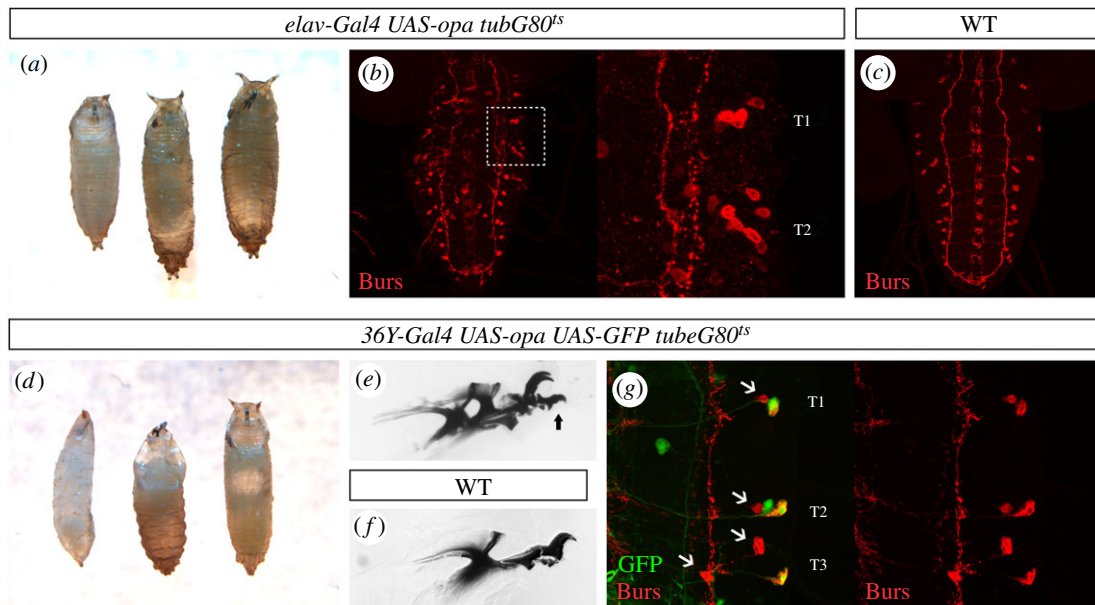 elav-Gal4 UAS-opa tubG80ts
WT
(a)
(b)
(c)
T1
T2
Burs
Burs
36Y-Gal4 UAS-opa UAS-GFP tubeG80ts
(d)
(e)
(g)
T1
WT
(f)
T2
T3
GFP
Burs
Burs